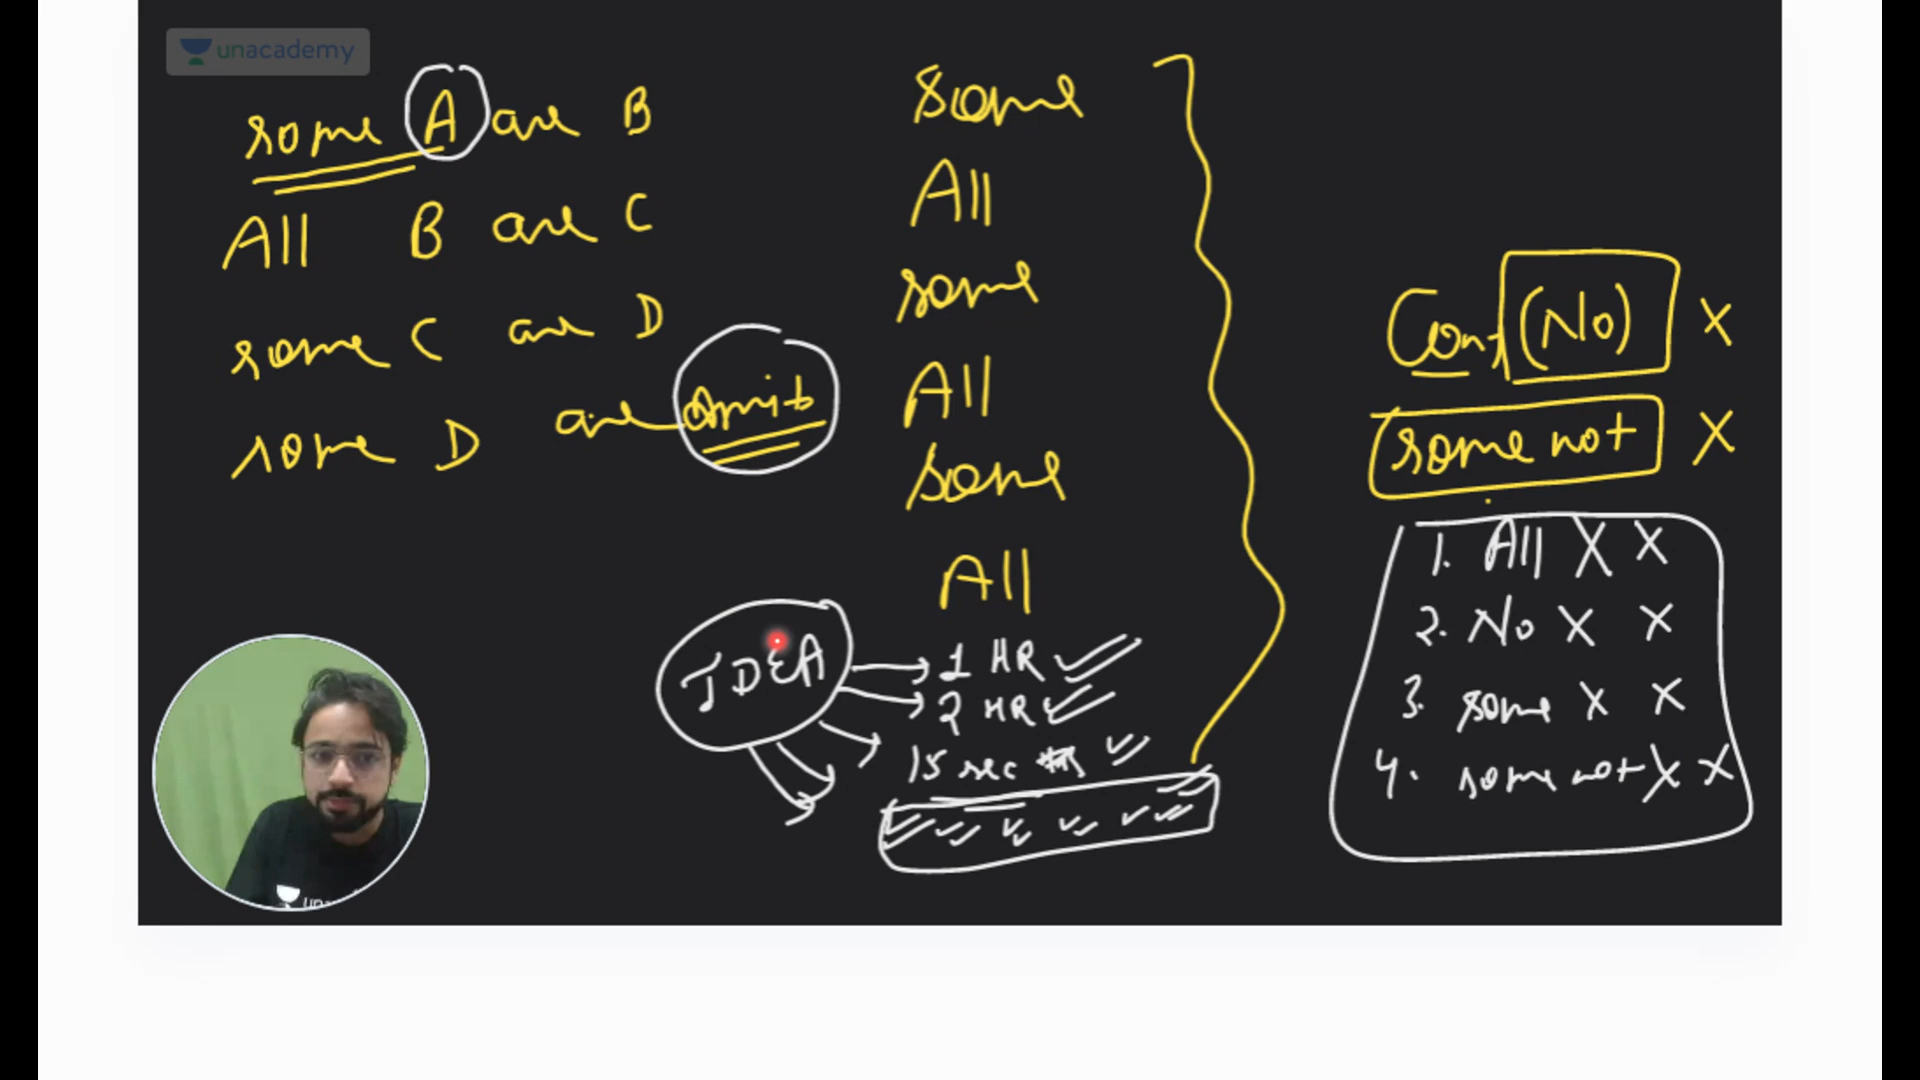 unacademy
some A are B
All B are C
some C are D
some D are Amit
some
All
some
All
some
All
IDEA
1 HR
2 HR
15 sec
Con (No) X
some not X
1. All X X
2. No X X
3. some X X
4. some not X X